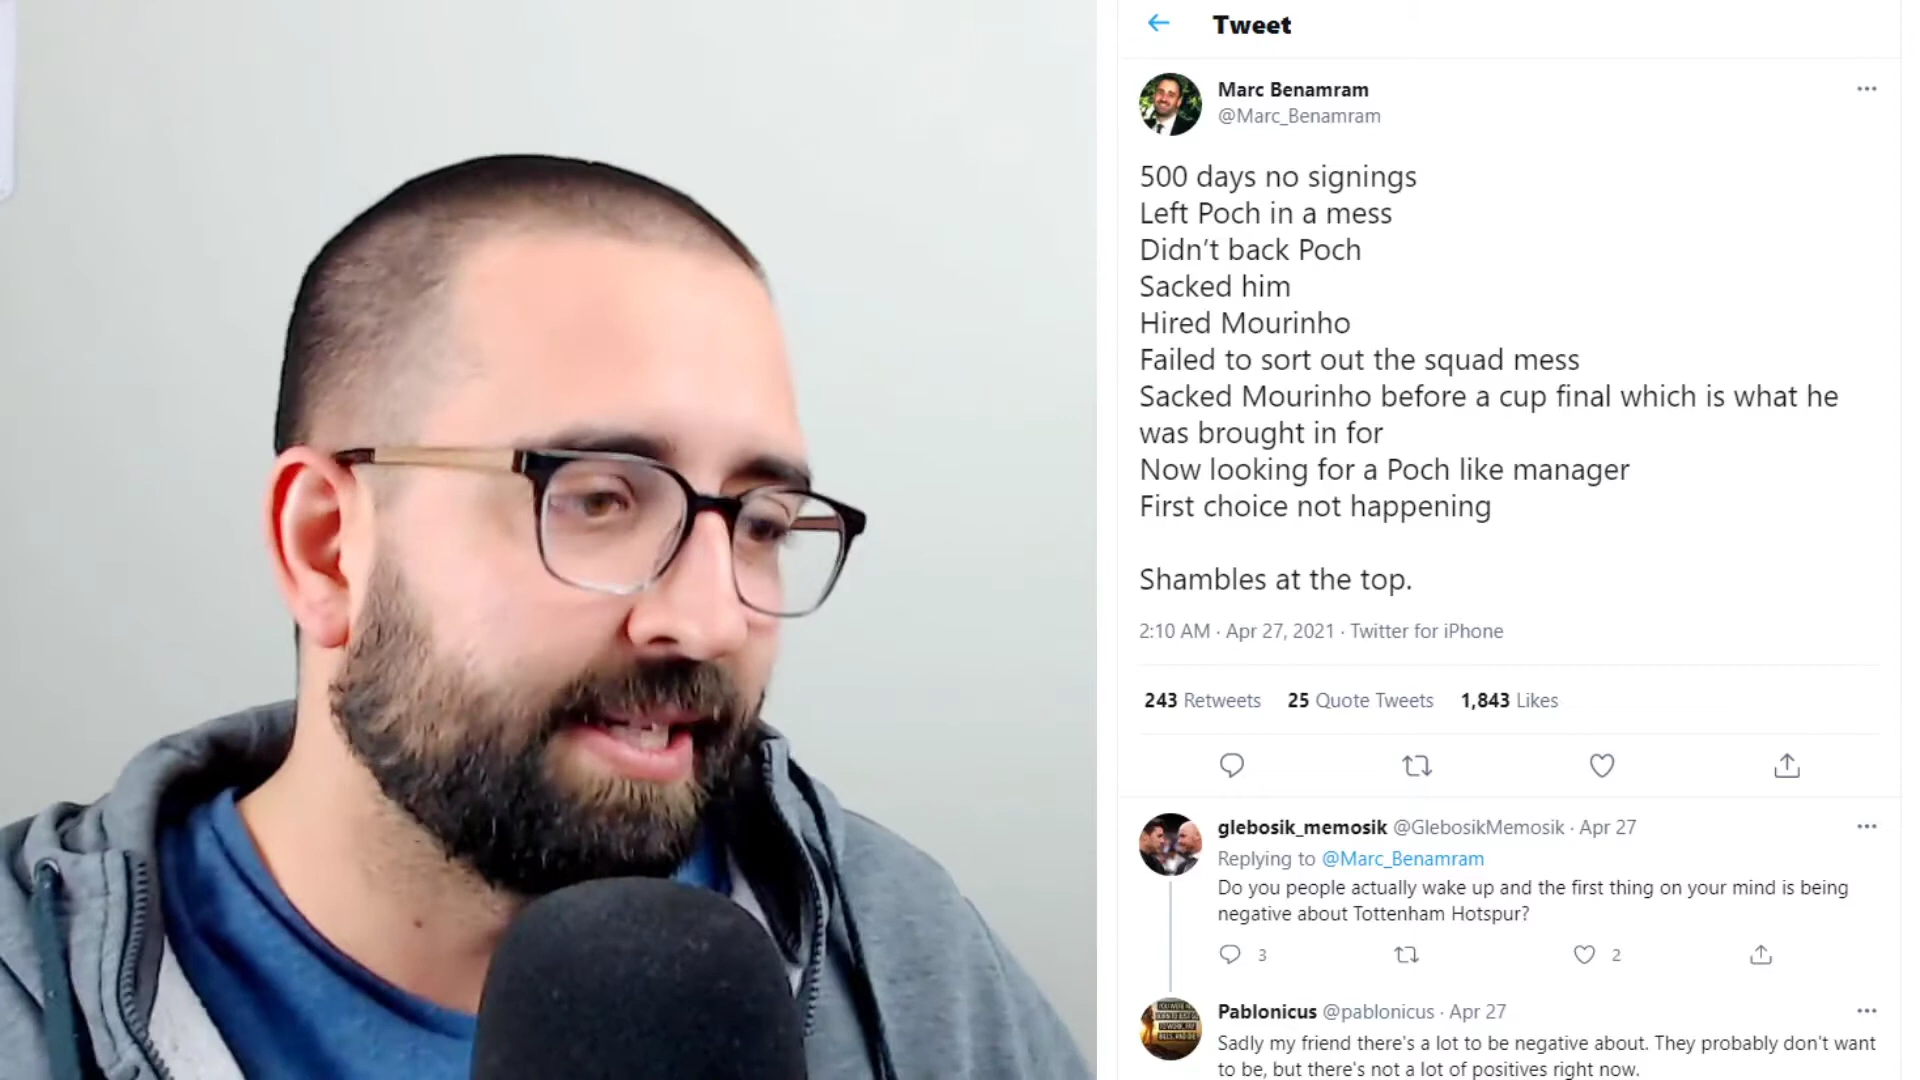 Tweet
Marc Benamram
@Marc_Benamram
500 days no signings
Left Poch in a mess
Didn’t back Poch
Sacked him
Hired Mourinho
Failed to sort out the squad mess
Sacked Mourinho before a cup final which is what he
was brought in for
Now looking for a Poch like manager
First choice not happening
Shambles at the top.
2:10 AM · Apr 27, 2021 · Twitter for iPhone
243 Retweets 25 Quote Tweets 1,843 Likes
glebosik_memosik @GlebosikMemosik · Apr 27
Replying to @Marc_Benamram
Do you people actually wake up and the first thing on your mind is being
negative about Tottenham Hotspur?
3 2
Pablonicus @pablonicus · Apr 27
Sadly my friend there's a lot to be negative about. They probably don't want
to be, but there's not a lot of positives right now.